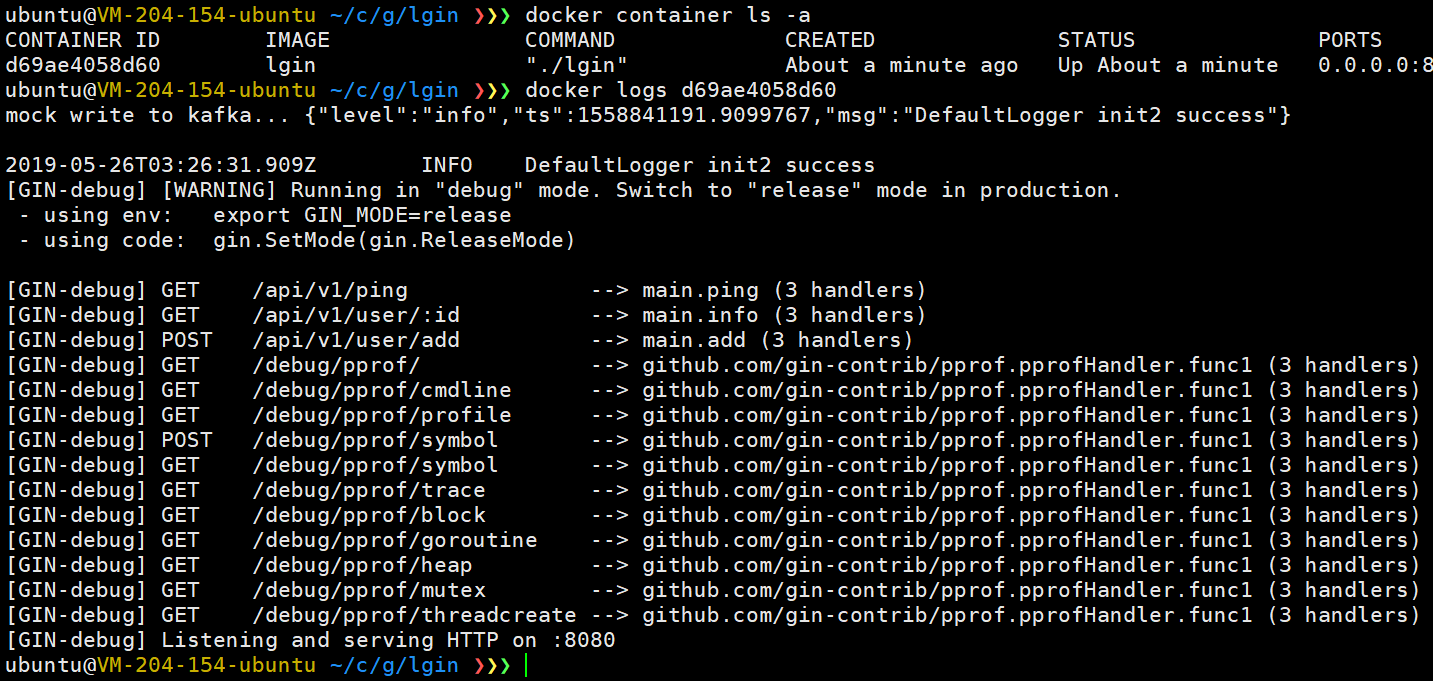 ubuntu@VM-204-154-ubuntu ~/c/g/lgin ❯❯❯ docker container ls -a
CONTAINER ID        IMAGE               COMMAND             CREATED              STATUS              PORTS
d69ae4058d60        lgin                "./lgin"            About a minute ago   Up About a minute   0.0.0.0:8
ubuntu@VM-204-154-ubuntu ~/c/g/lgin ❯❯❯ docker logs d69ae4058d60
mock write to kafka... {"level":"info","ts":1558841191.9099767,"msg":"DefaultLogger init2 success"}
2019-05-26T03:26:31.909Z        INFO    DefaultLogger init2 success
[GIN-debug] [WARNING] Running in "debug" mode. Switch to "release" mode in production.
 - using env:   export GIN_MODE=release
 - using code:  gin.SetMode(gin.ReleaseMode)
[GIN-debug] GET    /api/v1/ping              --> main.ping (3 handlers)
[GIN-debug] GET    /api/v1/user/:id          --> main.info (3 handlers)
[GIN-debug] POST   /api/v1/user/add          --> main.add (3 handlers)
[GIN-debug] GET    /debug/pprof/             --> github.com/gin-contrib/pprof.pprofHandler.func1 (3 handlers)
[GIN-debug] GET    /debug/pprof/cmdline      --> github.com/gin-contrib/pprof.pprofHandler.func1 (3 handlers)
[GIN-debug] GET    /debug/pprof/profile      --> github.com/gin-contrib/pprof.pprofHandler.func1 (3 handlers)
[GIN-debug] POST   /debug/pprof/symbol       --> github.com/gin-contrib/pprof.pprofHandler.func1 (3 handlers)
[GIN-debug] GET    /debug/pprof/symbol       --> github.com/gin-contrib/pprof.pprofHandler.func1 (3 handlers)
[GIN-debug] GET    /debug/pprof/trace        --> github.com/gin-contrib/pprof.pprofHandler.func1 (3 handlers)
[GIN-debug] GET    /debug/pprof/block        --> github.com/gin-contrib/pprof.pprofHandler.func1 (3 handlers)
[GIN-debug] GET    /debug/pprof/goroutine    --> github.com/gin-contrib/pprof.pprofHandler.func1 (3 handlers)
[GIN-debug] GET    /debug/pprof/heap         --> github.com/gin-contrib/pprof.pprofHandler.func1 (3 handlers)
[GIN-debug] GET    /debug/pprof/mutex        --> github.com/gin-contrib/pprof.pprofHandler.func1 (3 handlers)
[GIN-debug] GET    /debug/pprof/threadcreate --> github.com/gin-contrib/pprof.pprofHandler.func1 (3 handlers)
[GIN-debug] Listening and serving HTTP on :8080
ubuntu@VM-204-154-ubuntu ~/c/g/lgin ❯❯❯